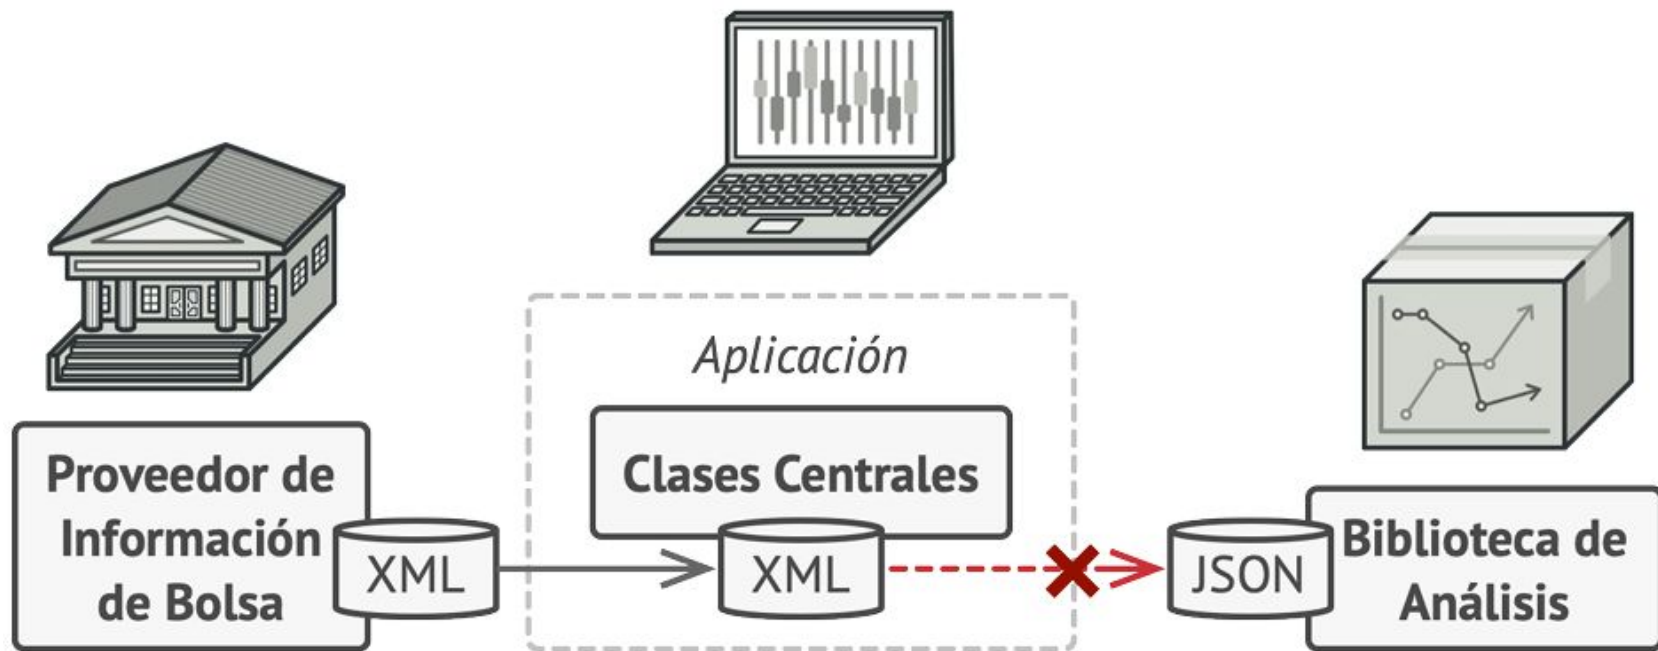 Aplicación
Proveedor de
Información
de Bolsa
XML
Clases Centrales
XML
JSON
Biblioteca de
Análisis